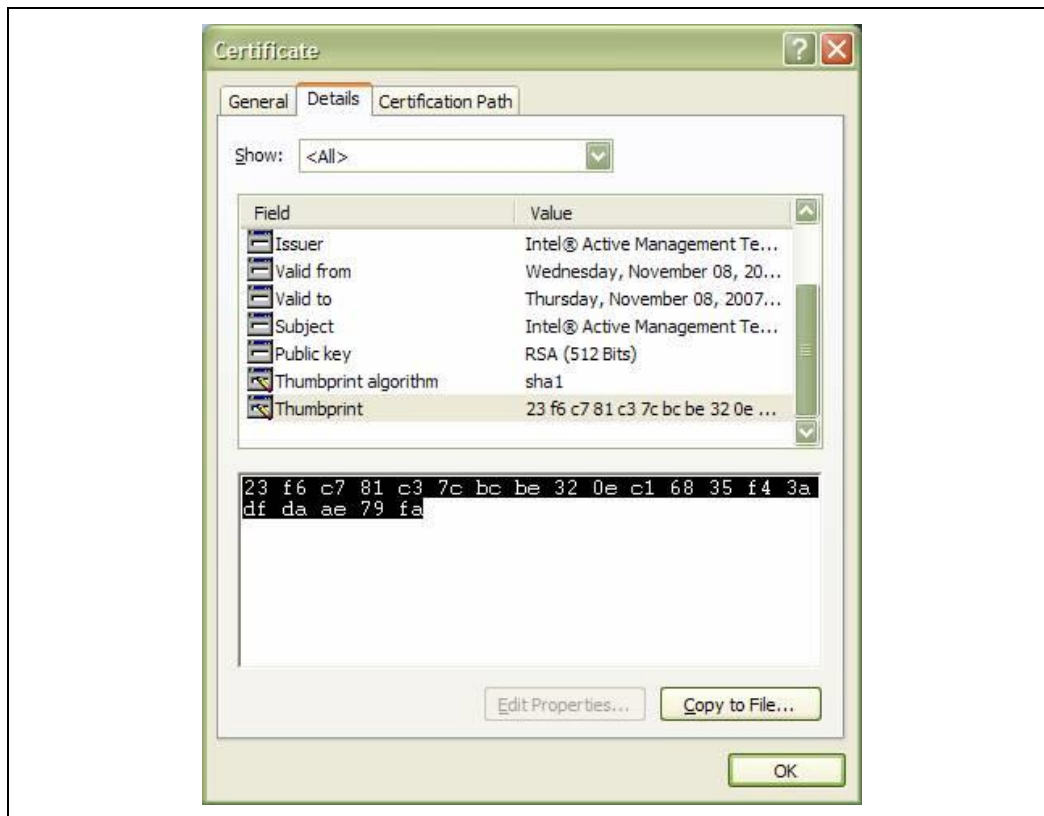 Certificate
General Details Certification Path
Show: <All>
Field Value
Issuer Intel® Active Management Te...
Valid from Wednesday, November 08, 20...
Valid to Thursday, November 08, 2007...
Subject Intel® Active Management Te...
Public key RSA (512 Bits)
Thumbprint algorithm sha1
Thumbprint 23 f6 c7 81 c3 7c bc be 32 0e ...
23 f6 c7 81 c3 7c bc be 32 0e c1 68 35 f4 3a
df da ae 79 fa
Edit Properties... Copy to File...
OK